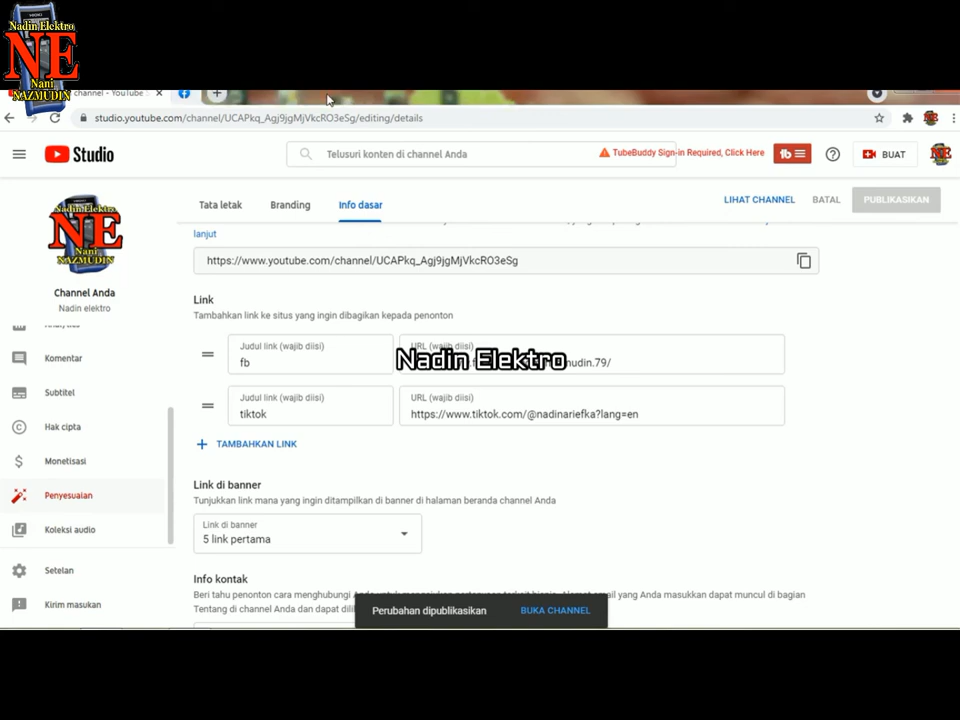 Nadin Elektro
NE
Nani
NAZMUDIN
channel - YouTube
studio.youtube.com/channel/UCAPkq_Agj9jgMjVkcRO3eSg/editing/details
Studio
Telusuri konten di channel Anda
TubeBuddy Sign-in Required, Click Here
BUAT
Nadin Elektro
NE
Nani
NAZMUDIN
Channel Anda
Nadin elektro
Komentar
Subtitel
Hak cipta
Monetisasi
Penyesuaian
Koleksi audio
Setelan
Kirim masukan
Tata letak
Branding
Info dasar
LIHAT CHANNEL
BATAL
PUBLIKASIKAN
lanjut
https://www.youtube.com/channel/UCAPkq_Agj9jgMjVkcRO3eSg
Link
Tambahkan link ke situs yang ingin dibagikan kepada penonton
Judul link (wajib diisi)
URL (wajib diisi)
fb
mudin.79/
Nadin Elektro
Judul link (wajib diisi)
URL (wajib diisi)
tiktok
https://www.tiktok.com/@nadinariefka?lang=en
TAMBAHKAN LINK
Link di banner
Tunjukkan link mana yang ingin ditampilkan di banner di halaman beranda channel Anda
Link di banner
5 link pertama
Info kontak
Beri tahu penonton cara menghubungi yang Anda masukkan dapat muncul di bagian
Tentang di channel Anda dan dapat
Perubahan dipublikasikan
BUKA CHANNEL